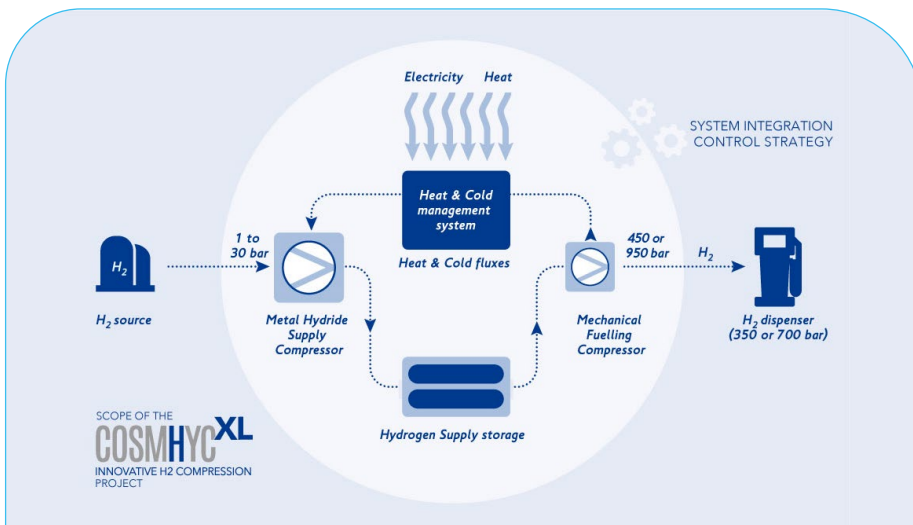 Electricity Heat
SYSTEM INTEGRATION
CONTROL STRATEGY
Heat & Cold
management
system
Heat & Cold fluxes
1 to
30 bar
450 or
950 bar
H2
H2
H2 source
Metal Hydride
Supply
Compressor
Mechanical
Fuelling
Compressor
H2 dispenser
(350 or 700 bar)
Hydrogen Supply storage
SCOPE OF THE
COSMHYC XL
INNOVATIVE H2 COMPRESSION
PROJECT